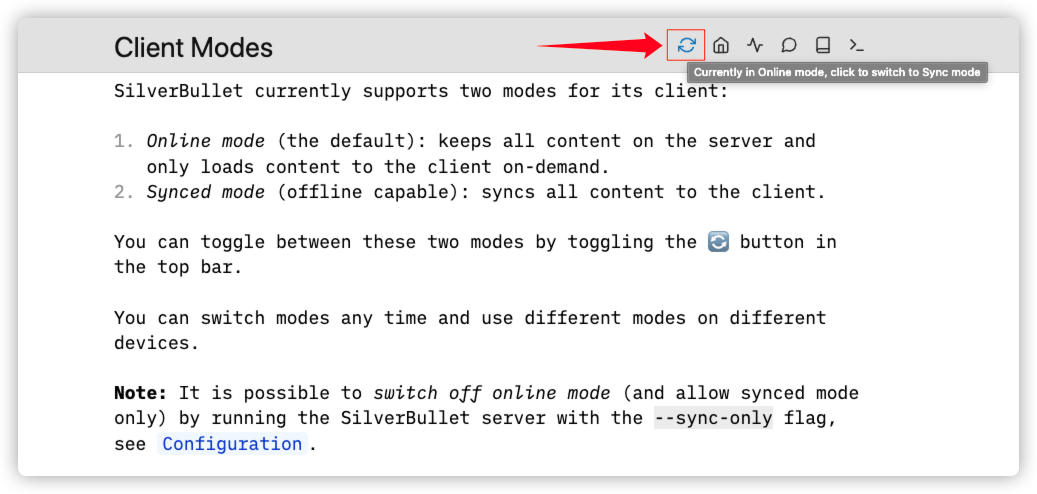 Client Modes
Currently in Online mode, click to switch to Sync mode
SilverBullet currently supports two modes for its client:
1. Online mode (the default): keeps all content on the server and
only loads content to the client on-demand.
2. Synced mode (offline capable): syncs all content to the client.
You can toggle between these two modes by toggling the 🔄 button in
the top bar.
You can switch modes any time and use different modes on different
devices.
Note: It is possible to switch off online mode (and allow synced mode
only) by running the SilverBullet server with the --sync-only flag,
see Configuration.